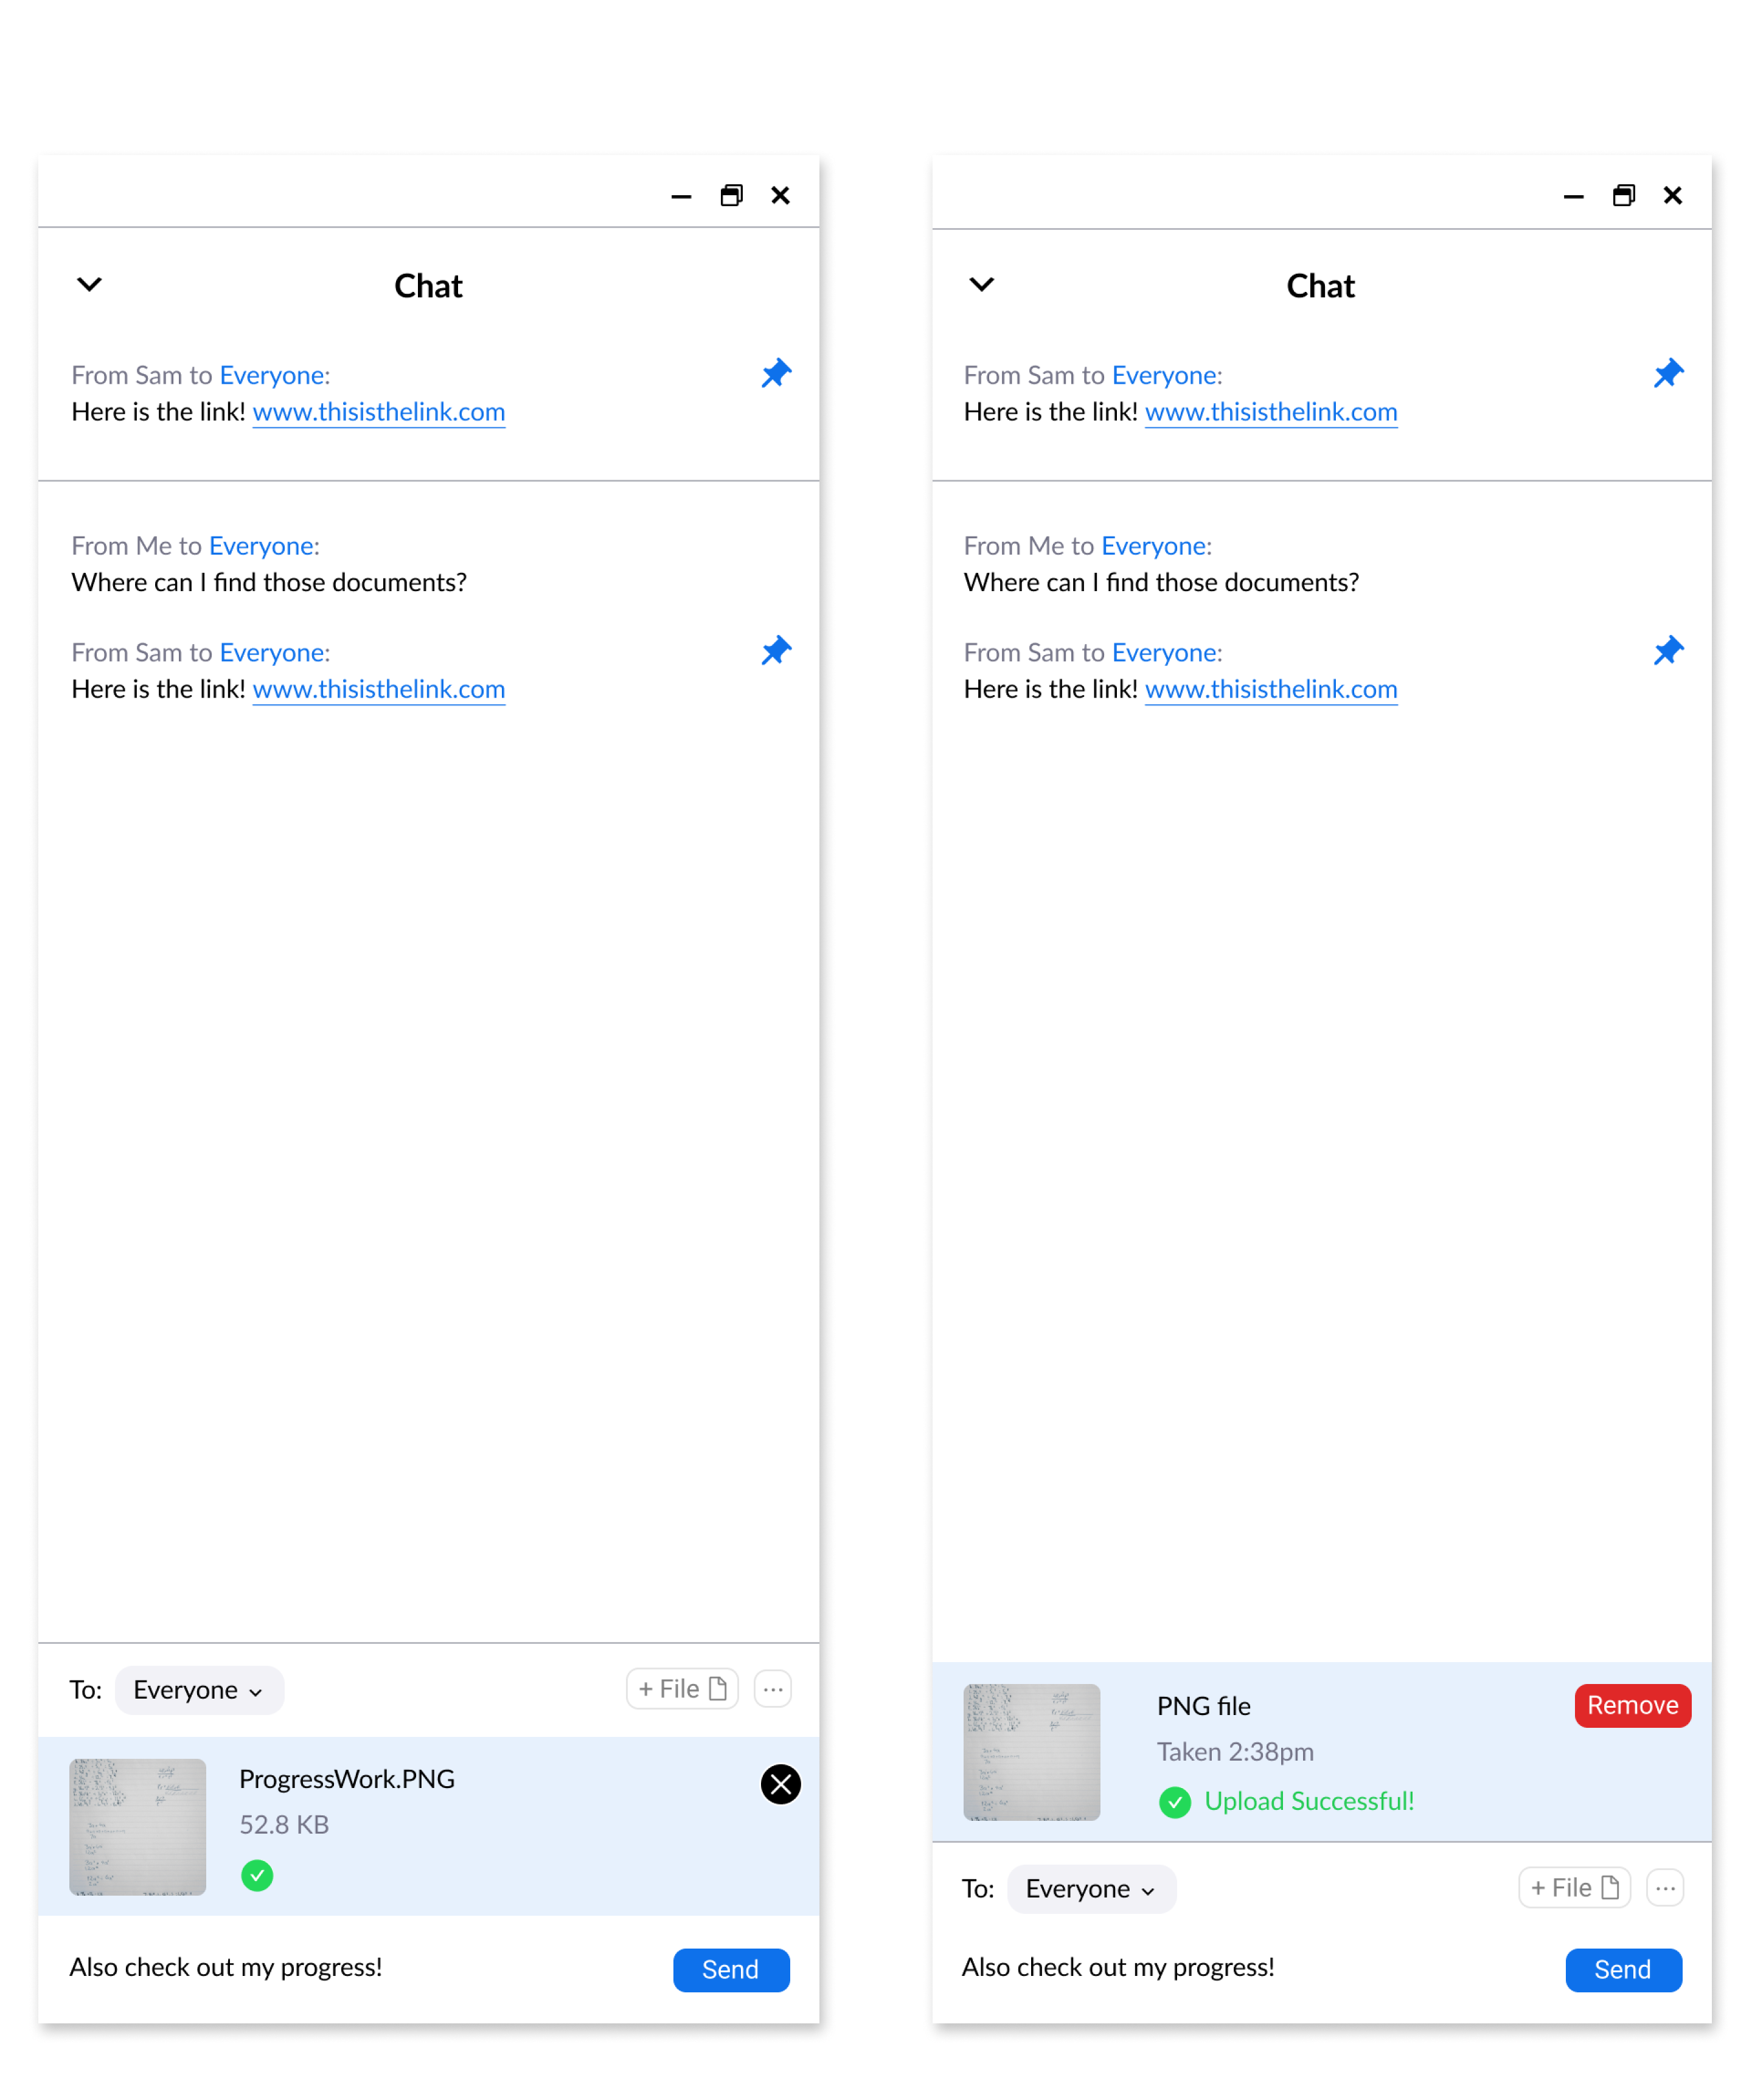 Chat
From Sam to Everyone:
Here is the link! www.thisisthelink.com
From Me to Everyone:
Where can I find those documents?
From Sam to Everyone:
Here is the link! www.thisisthelink.com
To: Everyone + File ...
ProgressWork.PNG
52.8 KB
Also check out my progress! Send
Chat
From Sam to Everyone:
Here is the link! www.thisisthelink.com
From Me to Everyone:
Where can I find those documents?
From Sam to Everyone:
Here is the link! www.thisisthelink.com
PNG file Remove
Taken 2:38pm
Upload Successful!
To: Everyone + File ...
Also check out my progress! Send